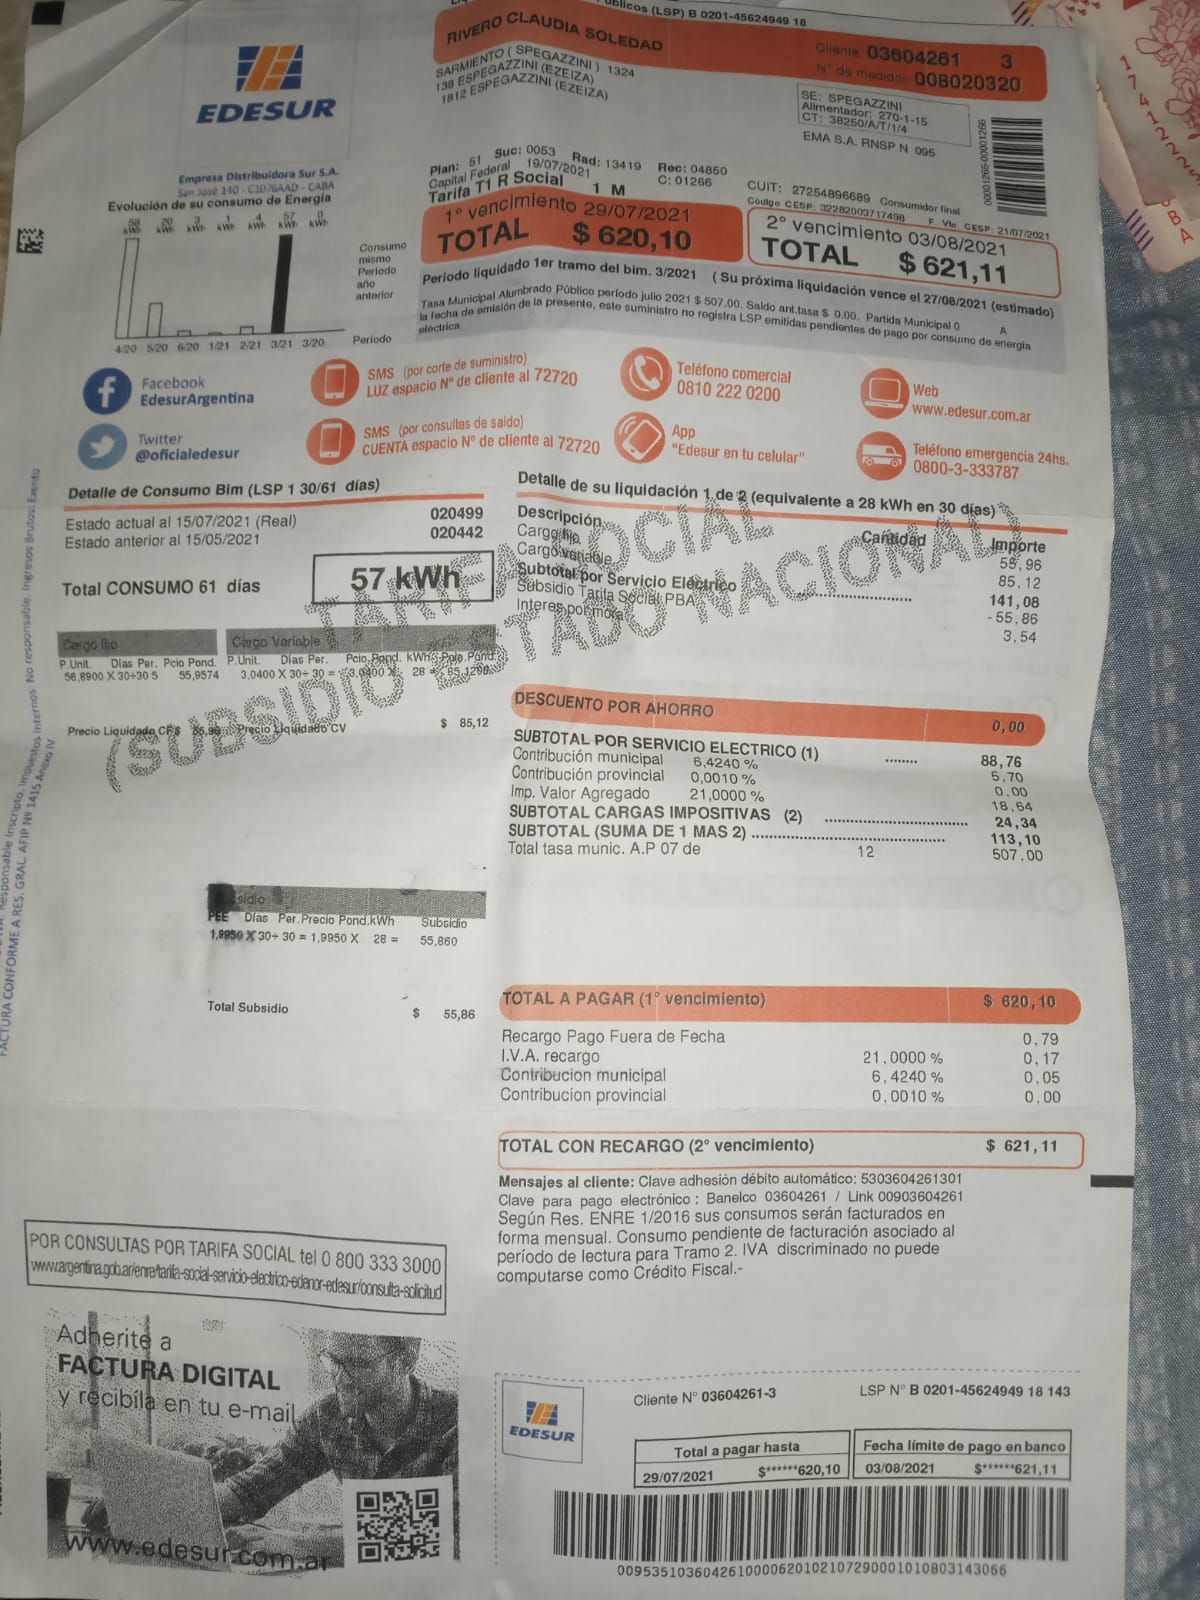 Públicos (LSP) B 0201-45624949 18
EDESUR
Empresa Distribuidora Sur S.A.
San José 140 - C1076AAD - CABA
RIVERO CLAUDIA SOLEDAD
SARMIENTO ( SPEGAZZINI ) 1324
138 ESPEGAZZINI (EZEIZA)
1812 ESPEGAZZINI (EZEIZA)
Cliente 03604261 3
N° de medidor: 008020320
SE: SPEGAZZINI
Alimentador: 270-1-15
CT: 38250/A/T/1/4
EMA S.A. RNSP N 095
00001266-00001266
Plan: 51 Suc: 0053 Rad: 13419 Rec: 04850
Capital Federal 19/07/2021 C: 01266
Tarifa T1 R Social 1 M
CUIT: 27254896689 Consumidor final
Código CESP: 32282003717498 F. Vto. CESP: 21/07/2021
1° vencimiento 29/07/2021
TOTAL $ 620,10
2° vencimiento 03/08/2021
TOTAL $ 621,11
Evolución de su consumo de Energía
58 20 3 1 4 57 0
kWh kWh kWh kWh kWh kWh kWh
Consumo
mismo
Periodo
año
anterior
4/20 5/20 6/20 1/21 2/21 3/21 3/20 Período
Periodo liquidado 1er tramo del bim. 3/2021 ( Su próxima liquidación vence el 27/08/2021 (estimado)
Tasa Municipal Alumbrado Público período julio 2021 $ 507.00. Saldo ant.tasa $ 0.00. Partida Municipal 0 A
la fecha de emisión de la presente, este suministro no registra LSP emitidas pendientes de pago por consumo de energía
eléctrica.
Facebook
EdesurArgentina
SMS (por corte de suministro)
LUZ espacio Nº de cliente al 72720
Teléfono comercial
0810 222 0200
Web
www.edesur.com.ar
Twitter
@oficialedesur
SMS (por consultas de saldo)
CUENTA espacio Nº de cliente al 72720
App
"Edesur en tu celular"
Teléfono emergencia 24hs.
0800-3-333787
Detalle de Consumo Bim (LSP 1 30/61 días)
Estado actual al 15/07/2021 (Real) 020499
Estado anterior al 15/05/2021 020442
Total CONSUMO 61 días 57 kWh
Cargo fijo Cargo Variable
P.Unit. Días Per. Pcio Pond. P.Unit. Días Per. Pcio.Pond. kWh Pcio.Pond.
3,0400 X 30÷ 30 = 3,0400 X 28 =
Precio Liquidado CV $ 85,12
TARIFA SOCIAL
(SUBSIDIO ESTADO NACIONAL)
Detalle de su liquidación 1 de 2 (equivalente a 28 kWh en 30 días)
Descripción Cantidad Importe
Cargo fijo 55,96
Cargo variable 85,12
Subtotal por Servicio Eléctrico 141,08
Subsidio Tarifa Social PBA -55,86
Interes por mora 3,54
DESCUENTO POR AHORRO 0,00
SUBTOTAL POR SERVICIO ELECTRICO (1) ........ 88,76
Contribución municipal 6,4240 % 5,70
Contribución provincial 0,0010 % 0,00
Imp. Valor Agregado 21,0000 % 18,64
SUBTOTAL CARGAS IMPOSITIVAS (2) 24,34
SUBTOTAL (SUMA DE 1 MAS 2) 113,10
Total tasa munic. A.P 07 de 12 507,00
PEE Días Per. Precio Pond.kWh Subsidio
1,9950 X 30÷ 30 = 1,9950 X 28 = 55,860
Total Subsidio $ 55,86
TOTAL A PAGAR (1° vencimiento) $ 620,10
Recargo Pago Fuera de Fecha 0,79
I.V.A. recargo 21,0000 % 0,17
Contribucion municipal 6,4240 % 0,05
Contribucion provincial 0,0010 % 0,00
TOTAL CON RECARGO (2° vencimiento) $ 621,11
Mensajes al cliente: Clave adhesión débito automático: 5303604261301
Clave para pago electrónico : Banelco 03604261 / Link 00903604261
Según Res. ENRE 1/2016 sus consumos serán facturados en
forma mensual. Consumo pendiente de facturación asociado al
período de lectura para Tramo 2. IVA discriminado no puede
computarse como Crédito Fiscal.-
POR CONSULTAS POR TARIFA SOCIAL tel 0 800 333 3000
www.argentina.gob.ar/enre/tarifa-social-servicio-electrico-edenor-edesur/consulta-solicitud
Adherite a
FACTURA DIGITAL
y recibíla en tu e-mail
www.edesur.com.ar
EDESUR
Cliente N° 03604261-3 LSP N° B 0201-45624949 18 143
Total a pagar hasta
29/07/2021 $******620,10
Fecha límite de pago en banco
03/08/2021 $******621,11
FACTURA CONFORME A RES. GRAL. AFIP Nº 1415 Anexo IV